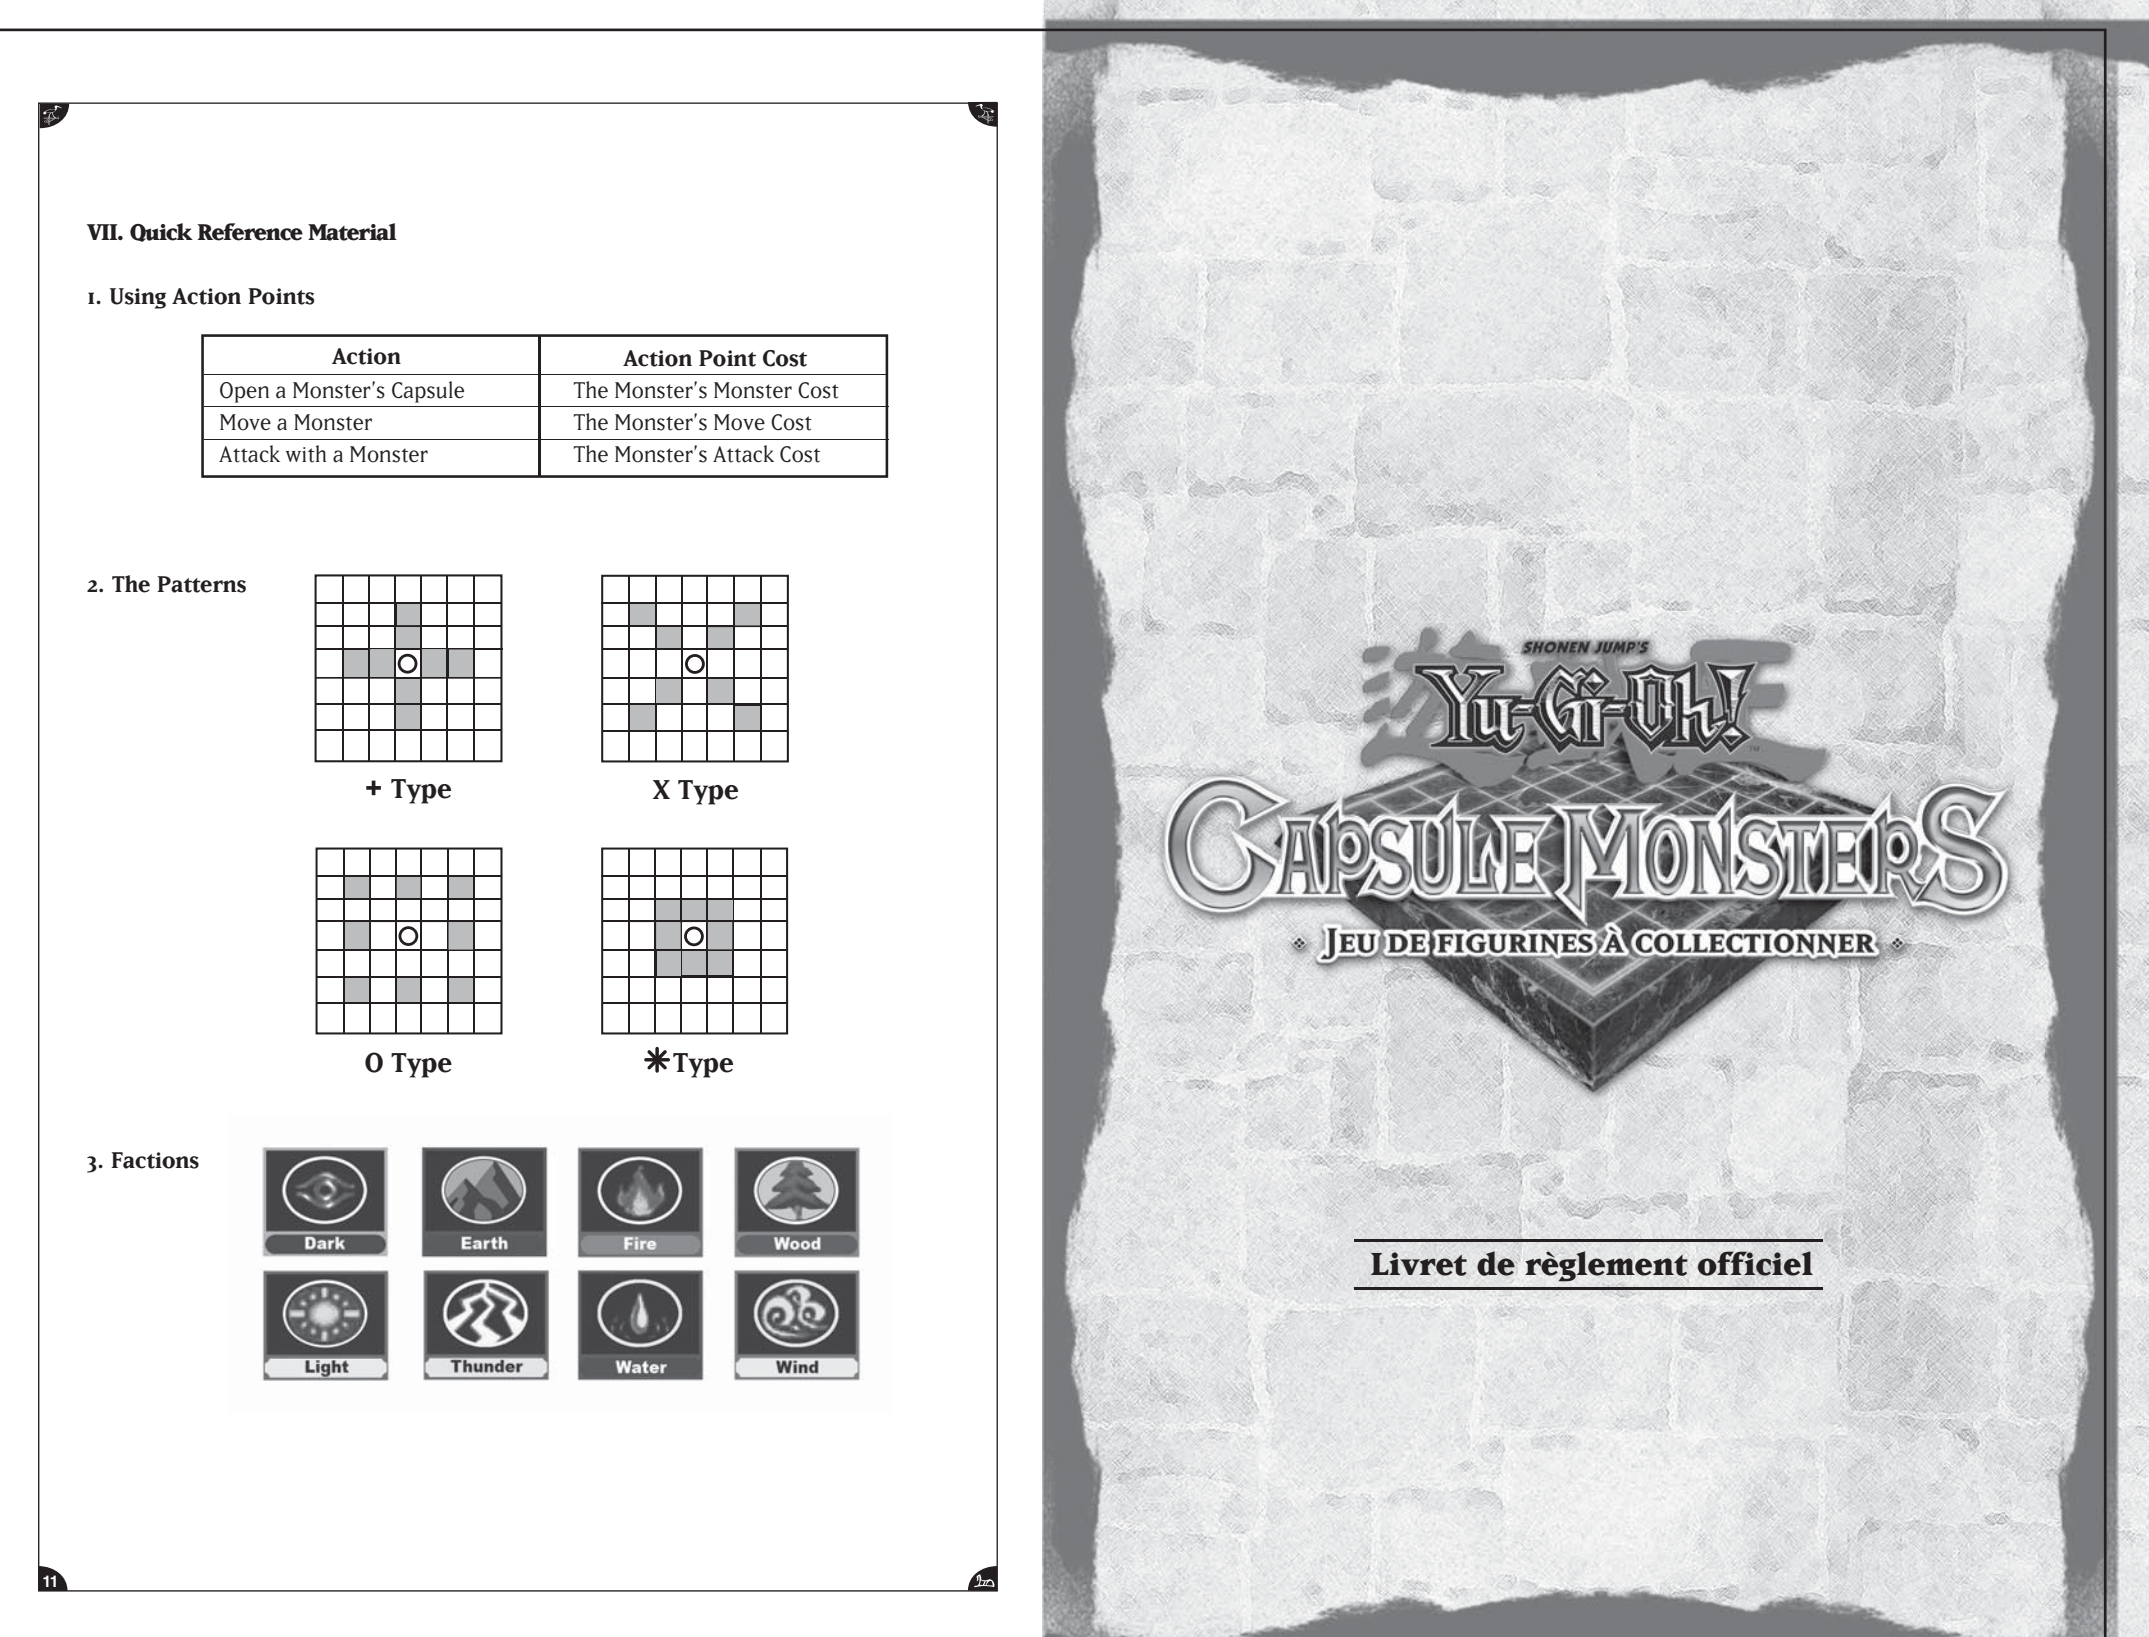 VII. Quick Reference Material
1. Using Action Points
Action Action Point Cost
Open a Monster's Capsule The Monster's Monster Cost
Move a Monster The Monster's Move Cost
Attack with a Monster The Monster's Attack Cost
2. The Patterns
+ Type X Type
O Type ✱ Type
3. Factions
Dark Earth Fire Wood
Light Thunder Water Wind
11
SHONEN JUMP'S
Yu-Gi-Oh!
™
CAPSULE MONSTERS
JEU DE FIGURINES À COLLECTIONNER
Livret de règlement officiel